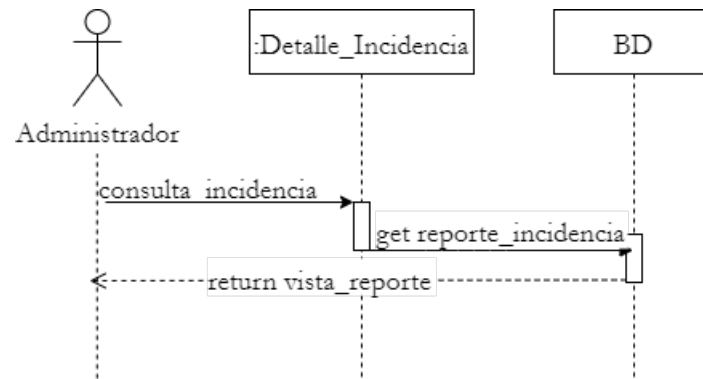 :Detalle_Incidencia
BD
Administrador
consulta_incidencia
get reporte_incidencia
return vista_reporte